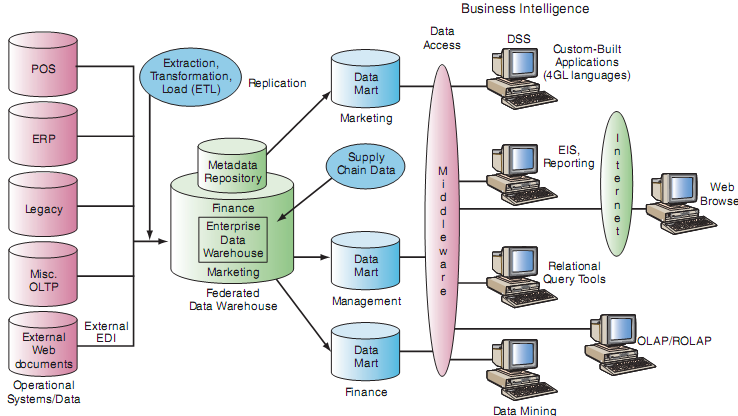 Business Intelligence
POS
ERP
Legacy
Misc.
OLTP
External
Web
documents
Operational
Systems/Data
External
EDI
Extraction,
Transformation,
Load (ETL)
Replication
Metadata
Repository
Finance
Enterprise
Data
Warehouse
Marketing
Federated
Data Warehouse
Supply
Chain Data
Data
Mart
Marketing
Data
Mart
Management
Data
Mart
Finance
Data
Access
Middleware
DSS
Custom-Built
Applications
(4GL languages)
EIS,
Reporting
Internet
Web
Browse
Relational
Query Tools
OLAP/ROLAP
Data Mining